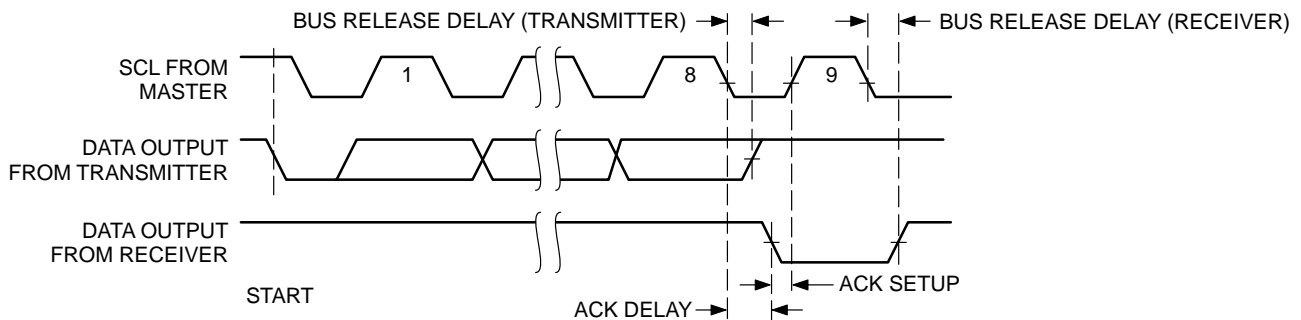 BUS RELEASE DELAY (TRANSMITTER)
BUS RELEASE DELAY (RECEIVER)
SCL FROM
MASTER
1
8
9
DATA OUTPUT
FROM TRANSMITTER
DATA OUTPUT
FROM RECEIVER
START
ACK SETUP
ACK DELAY